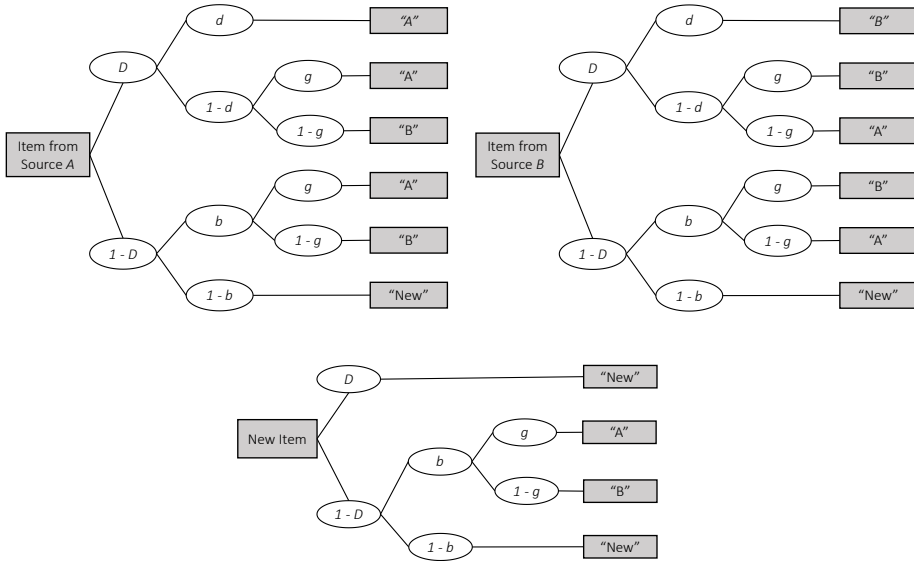 Item from
Source A
D
d
"A"
1 - d
g
"A"
1 - g
"B"
1 - D
b
g
"A"
1 - g
"B"
1 - b
"New"
Item from
Source B
D
d
"B"
1 - d
g
"B"
1 - g
"A"
1 - D
b
g
"B"
1 - g
"A"
1 - b
"New"
New Item
D
"New"
1 - D
b
g
"A"
1 - g
"B"
1 - b
"New"